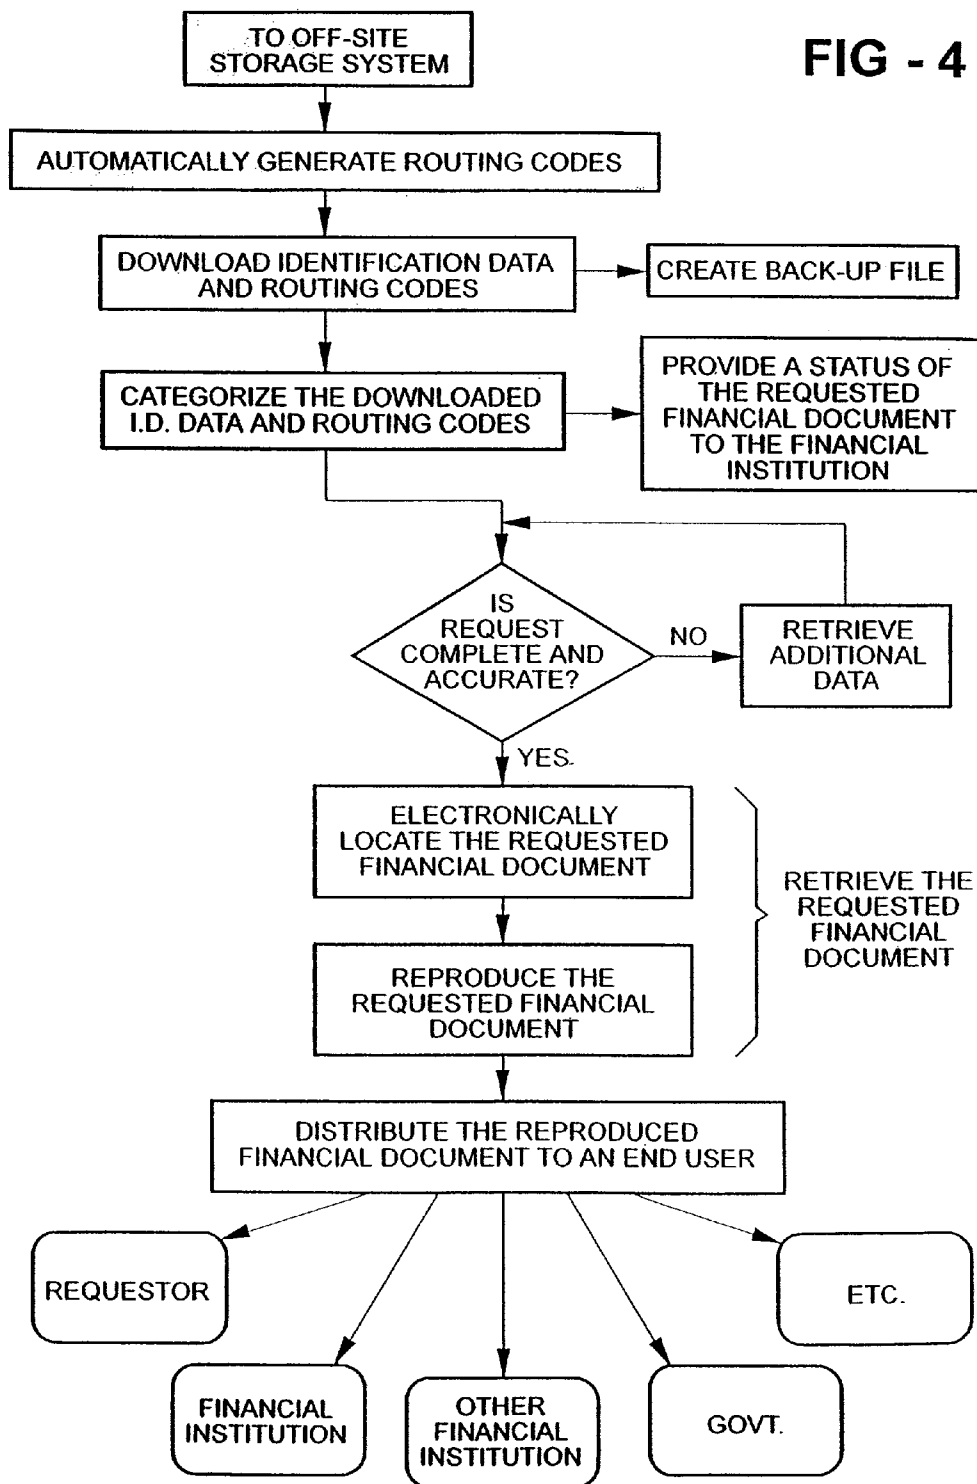 TO OFF-SITE
STORAGE SYSTEM
FIG - 4
AUTOMATICALLY GENERATE ROUTING CODES
DOWNLOAD IDENTIFICATION DATA
AND ROUTING CODES
CREATE BACK-UP FILE
CATEGORIZE THE DOWNLOADED
I.D. DATA AND ROUTING CODES
PROVIDE A STATUS OF
THE REQUESTED
FINANCIAL DOCUMENT
TO THE FINANCIAL
INSTITUTION
IS
REQUEST
COMPLETE AND
ACCURATE?
NO
RETRIEVE
ADDITIONAL
DATA
YES.
ELECTRONICALLY
LOCATE THE REQUESTED
FINANCIAL DOCUMENT
RETRIEVE THE
REQUESTED
FINANCIAL
DOCUMENT
REPRODUCE THE
REQUESTED FINANCIAL
DOCUMENT
DISTRIBUTE THE REPRODUCED
FINANCIAL DOCUMENT TO AN END USER
REQUESTOR
ETC.
FINANCIAL
INSTITUTION
OTHER
FINANCIAL
INSTITUTION
GOVT.